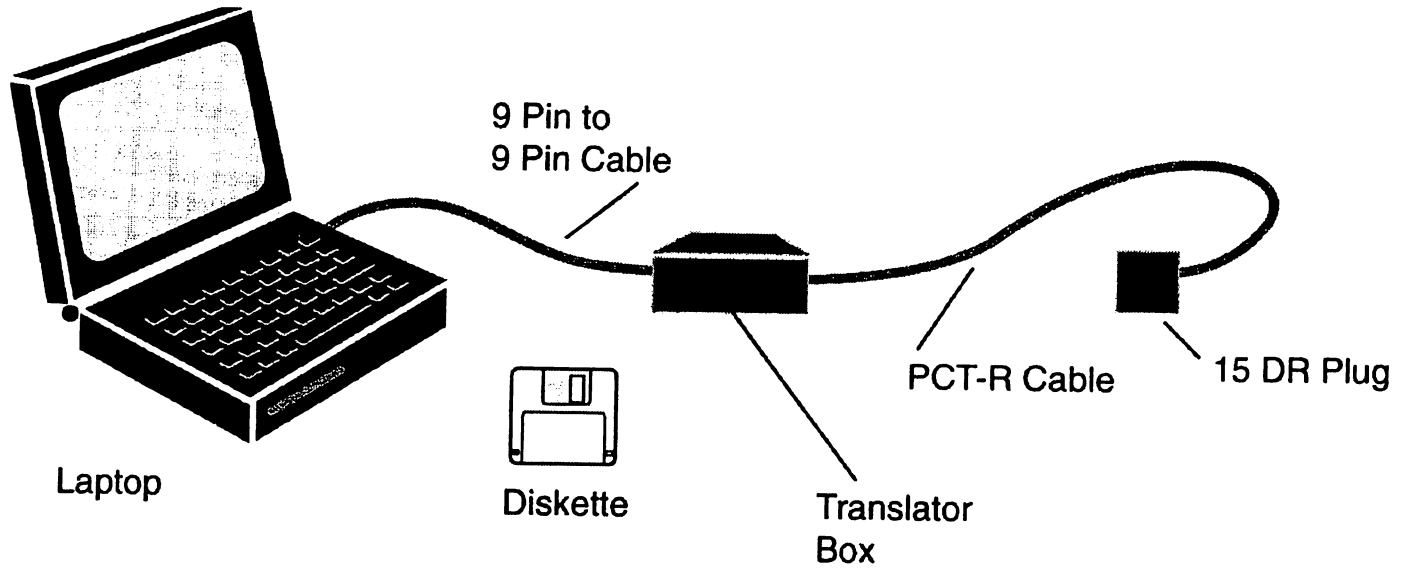 9 Pin to
9 Pin Cable
PCT-R Cable
15 DR Plug
Laptop
Diskette
Translator
Box